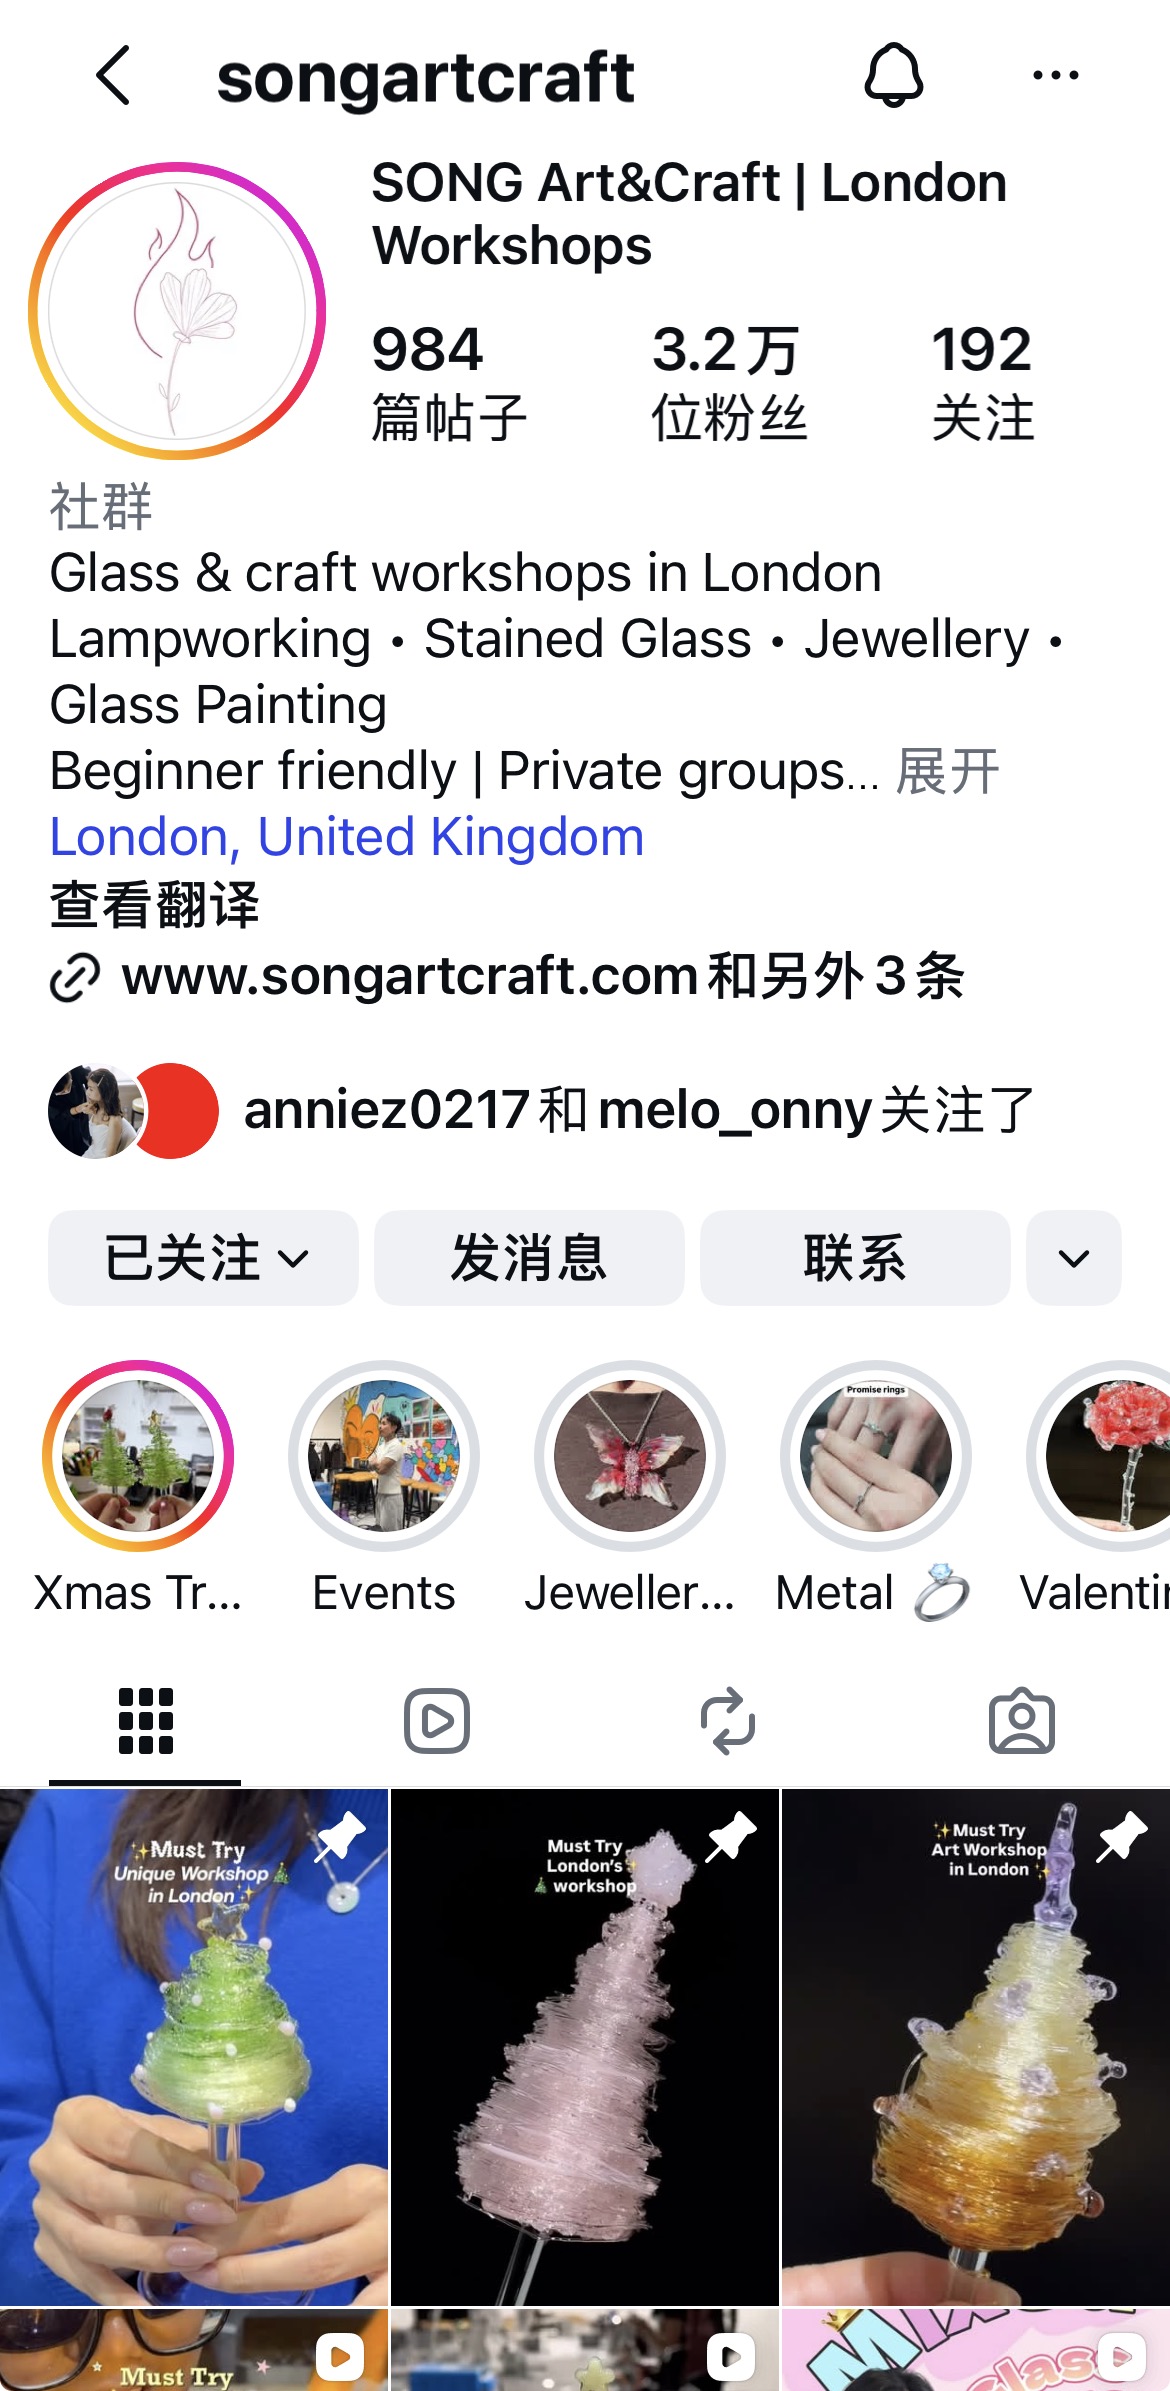 songartcraft
SONG Art&Craft | London
Workshops
984
3.2万
192
篇帖子
位粉丝
关注
社群
Glass & craft workshops in London
Lampworking • Stained Glass • Jewellery •
Glass Painting
Beginner friendly | Private groups... 展开
London, United Kingdom
查看翻译
www.songartcraft.com和另外 3 条
anniez0217和melo_onny关注了
已关注
发消息
联系
Promise rings
Xmas Tr...
Events
Jeweller...
Metal 💍
Valentin
✨Must Try
Unique Workshop🎄
in London✨
Must Try
London's✨
🎄 workshop
✨Must Try
Art Workshop
in London ✨
Must Try